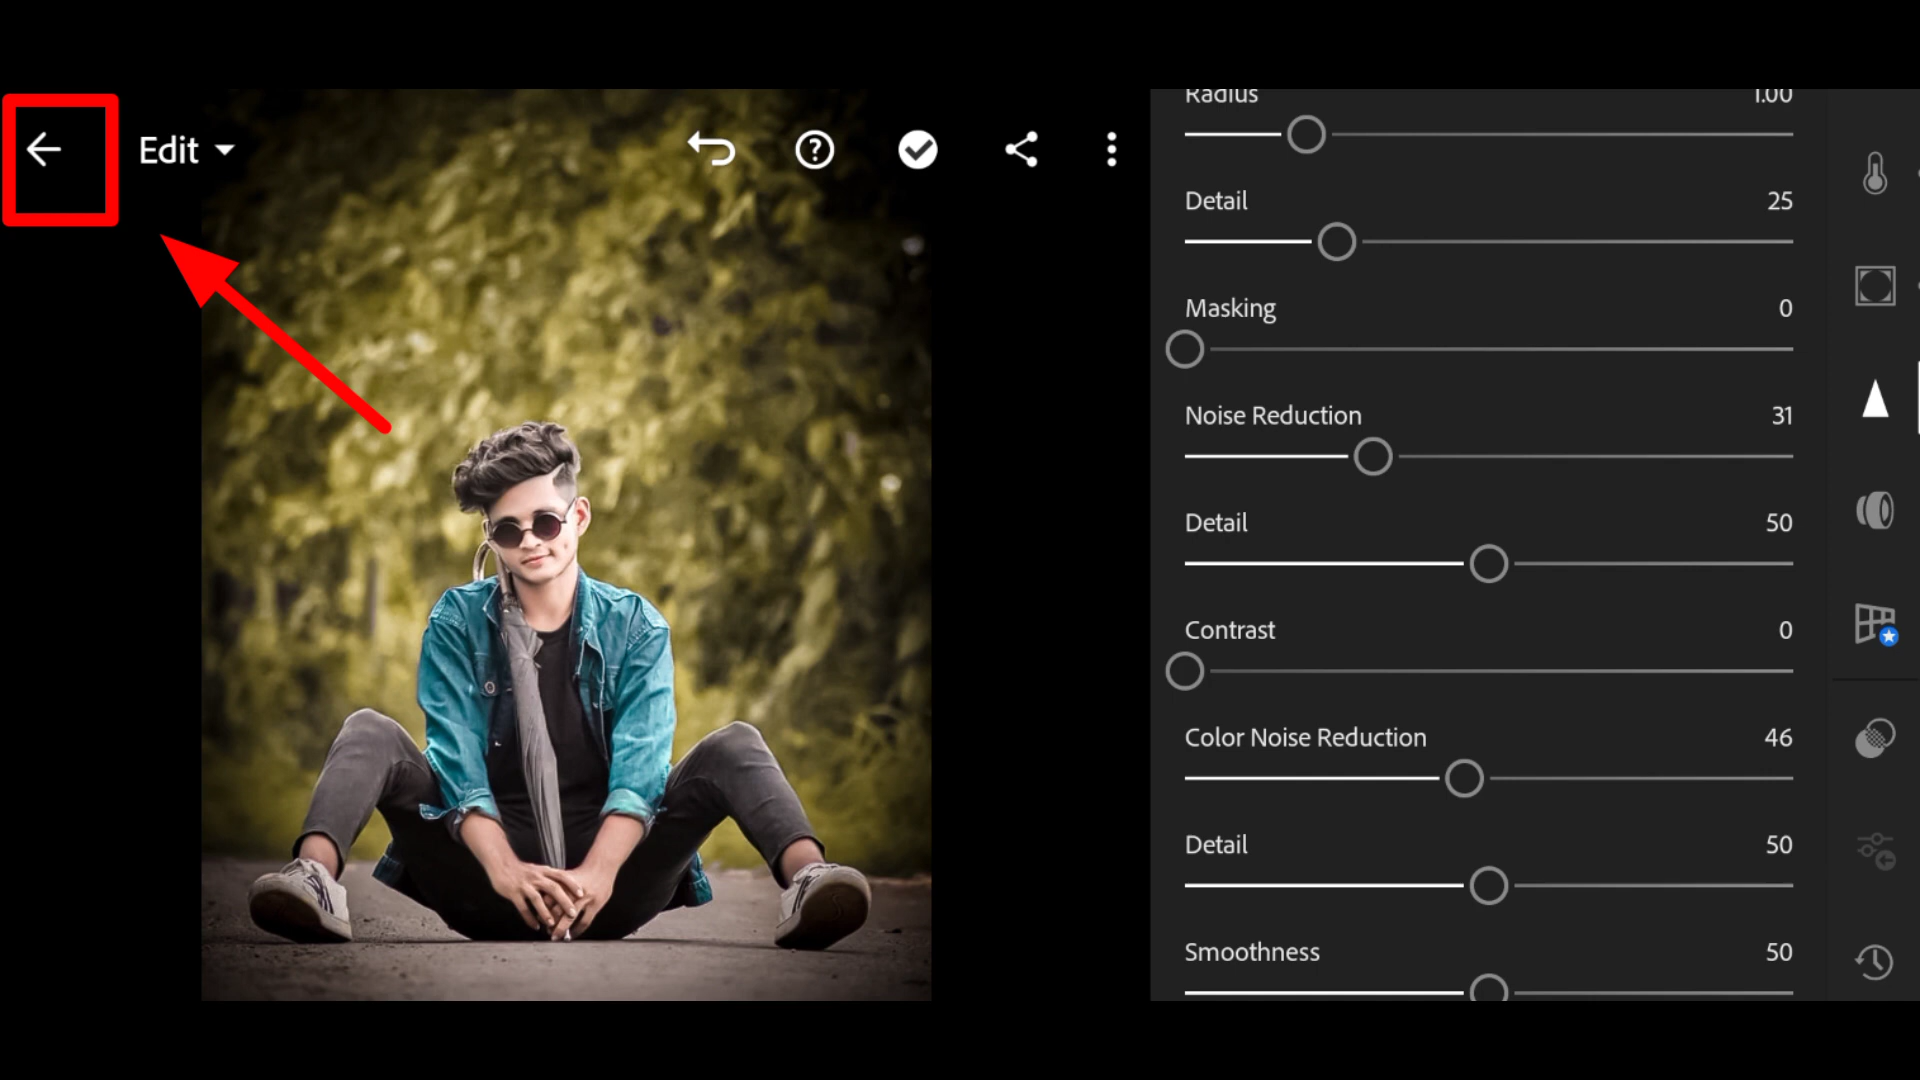 Edit
Radius 1.00
Detail 25
Masking 0
Noise Reduction 31
Detail 50
Contrast 0
Color Noise Reduction 46
Detail 50
Smoothness 50